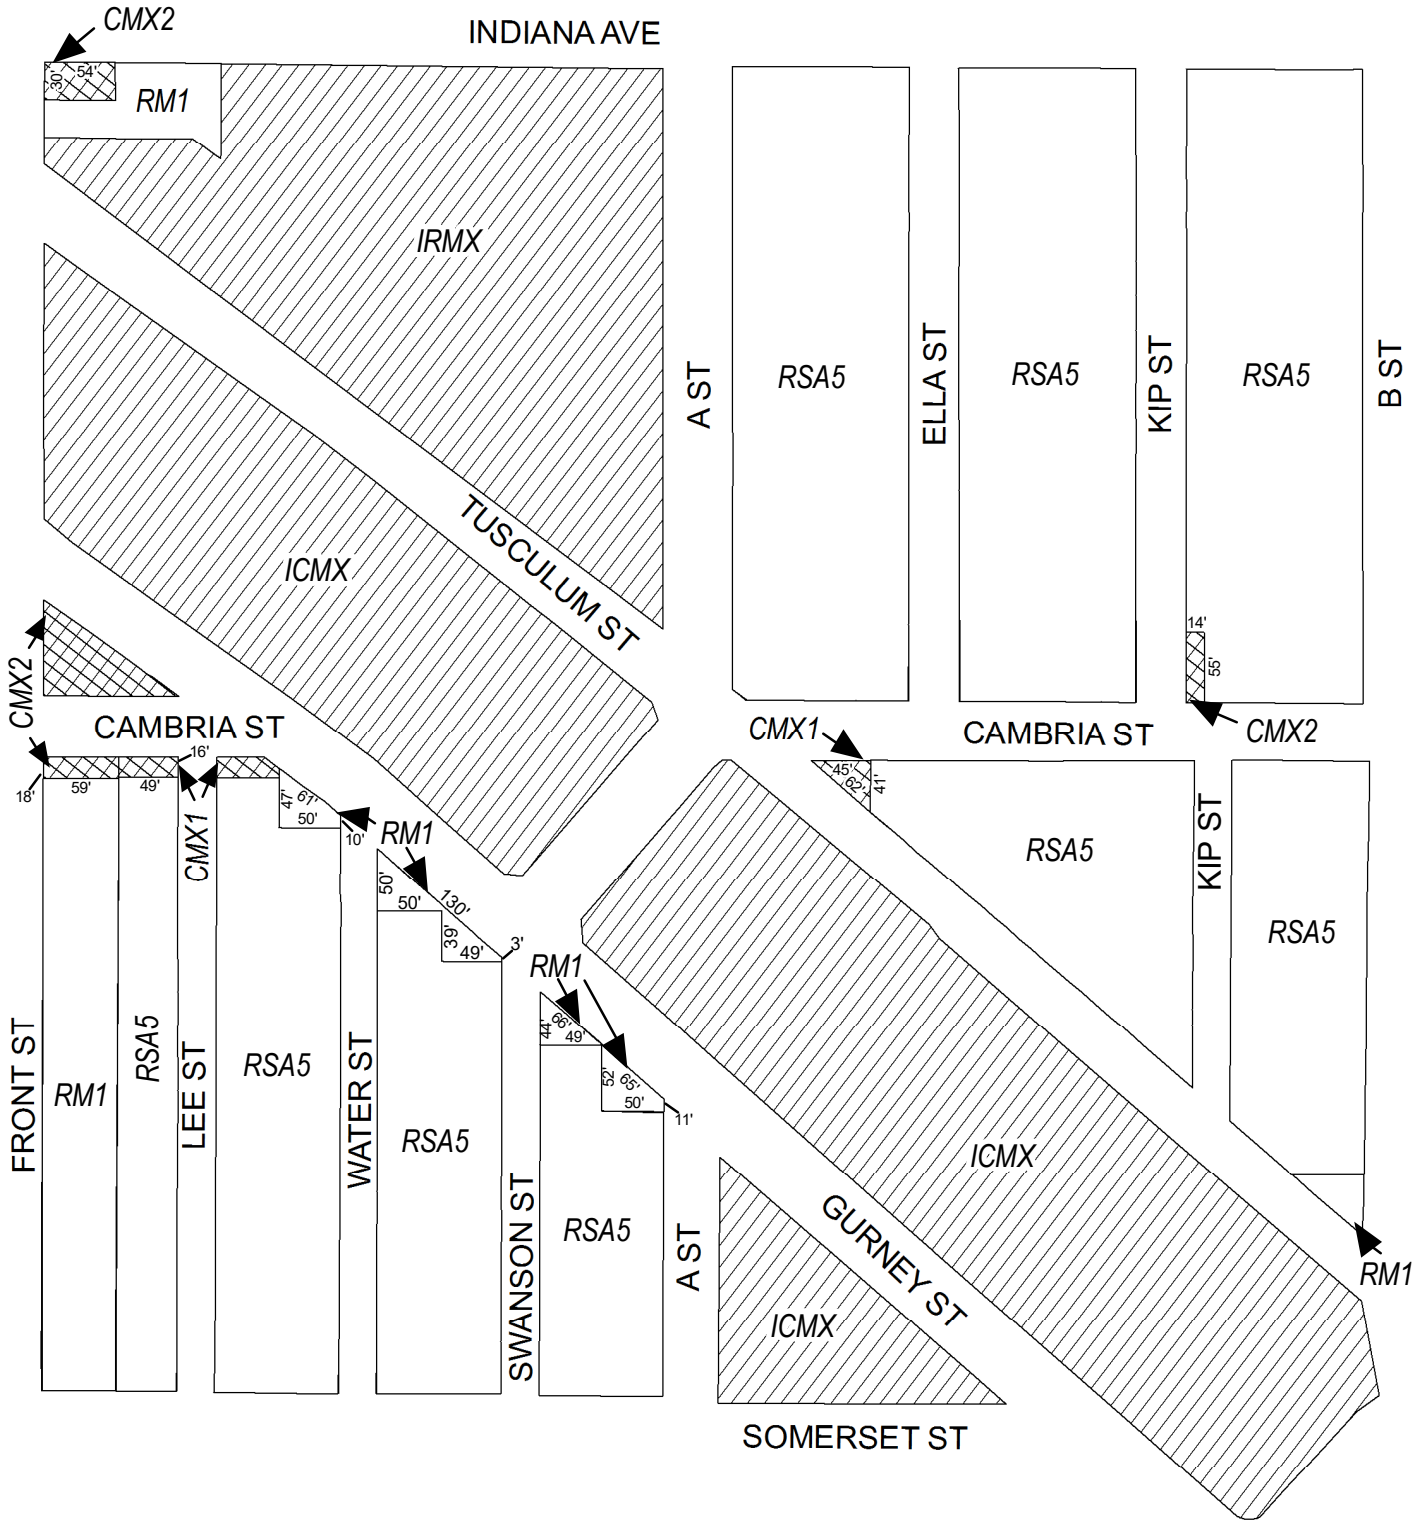 CMX2
INDIANA AVE
54'
30'
RM1
IRMX
A ST
RSA5
ELLA ST
RSA5
KIP ST
RSA5
B ST
TUSCULUM ST
ICMX
14'
55'
CMX2
CAMBRIA ST
CMX1
CAMBRIA ST
CMX2
16'
18'
59'
49'
CMX1
47'
61'
50'
10'
RM1
45'
62'
41'
RSA5
KIP ST
50'
50'
130'
39'
49'
3'
RSA5
RM1
66'
44'
49'
52'
65'
50'
11'
FRONT ST
RM1
RSA5
LEE ST
RSA5
WATER ST
RSA5
SWANSON ST
RSA5
A ST
ICMX
GURNEY ST
RM1
ICMX
SOMERSET ST